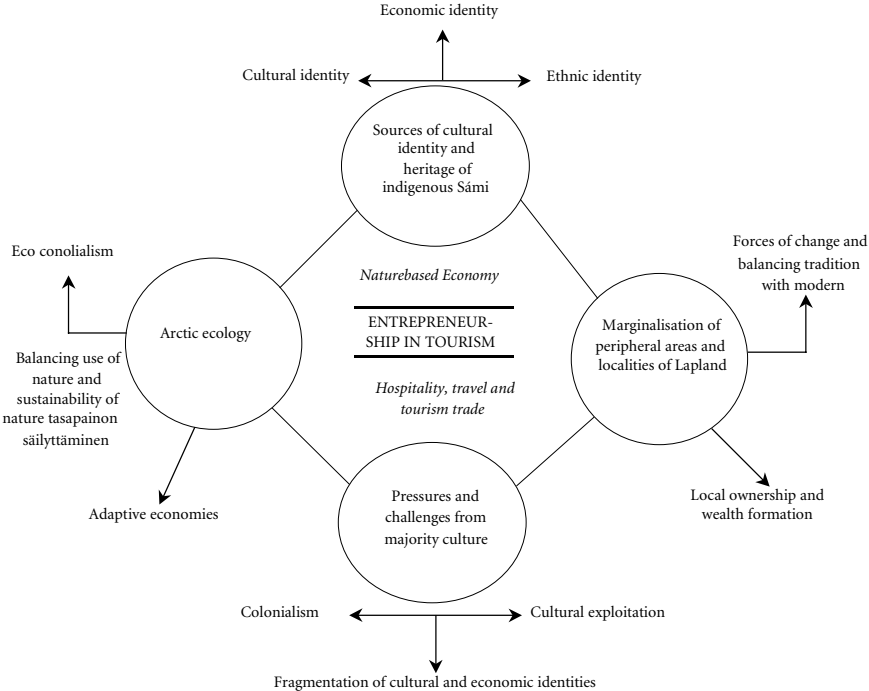 Economic identity
Cultural identity
Ethnic identity
Sources of cultural
identity and
heritage of
indigenous Sámi
Eco conolialism
Forces of change and
balancing tradition
with modern
Naturebased Economy
Arctic ecology
ENTREPRENEUR-
SHIP IN TOURISM
Marginalisation of
peripheral areas and
localities of Lapland
Balancing use of
nature and
sustainability of
nature tasapainon
säilyttäminen
Hospitality, travel and
tourism trade
Adaptive economies
Pressures and
challenges from
majority culture
Local ownership and
wealth formation
Colonialism
Cultural exploitation
Fragmentation of cultural and economic identities